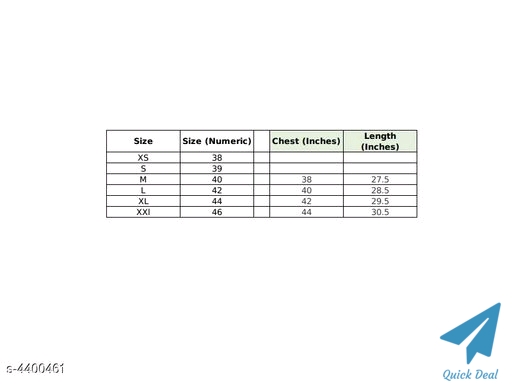 Size Size (Numeric) Chest (Inches) Length (Inches)
XS 38
S 39
M 40 38 27.5
L 42 40 28.5
XL 44 42 29.5
XXl 46 44 30.5
s-4400461
Quick Deal